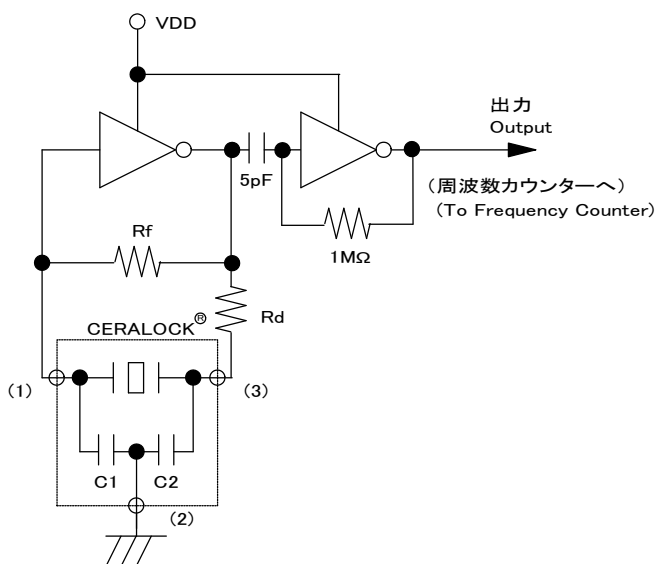 VDD
出力
Output
5pF
(周波数カウンターへ)
(To Frequency Counter)
Rf
1MΩ
CERALOCK®
Rd
(1)
(3)
C1
C2
(2)